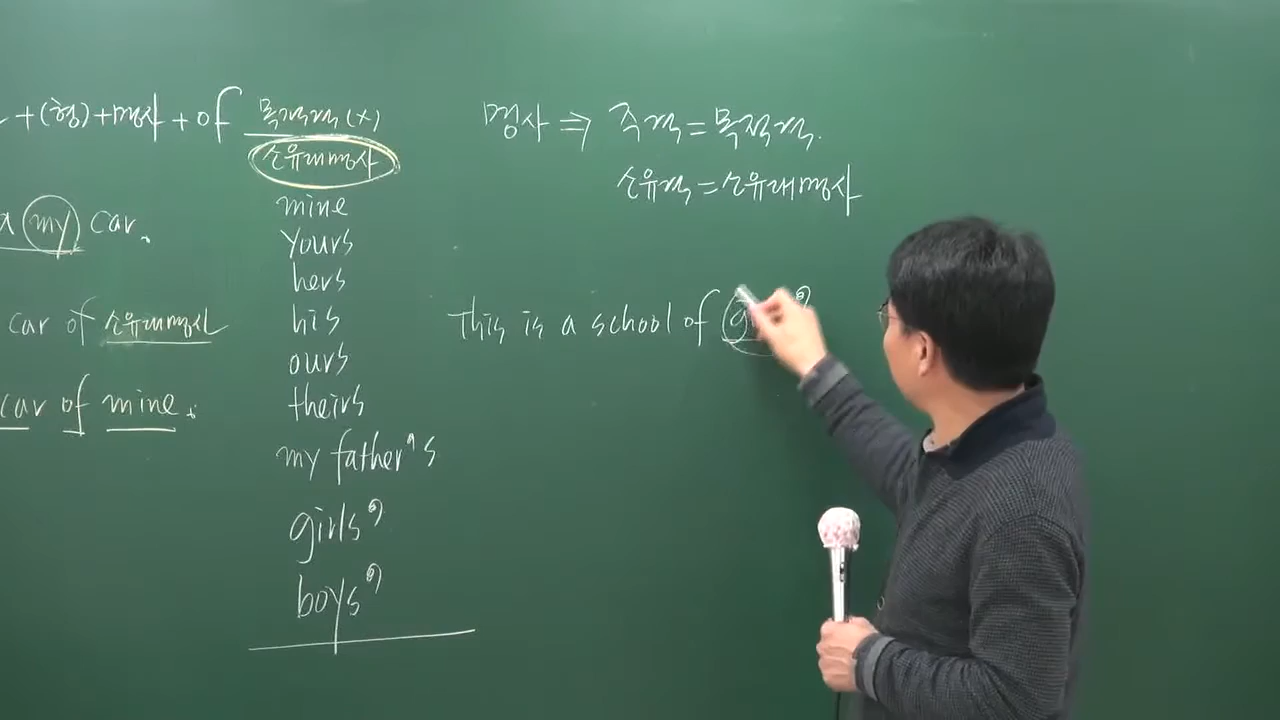 +(형)+명사+of 목적격(x)
소유대명사
a my car.
car of 소유대명사
car of mine.
mine
yours
hers
his
ours
theirs
my father's
girls'
boys'
명사 ⇒ 주격=목적격.
소유격=소유대명사
This is a school of